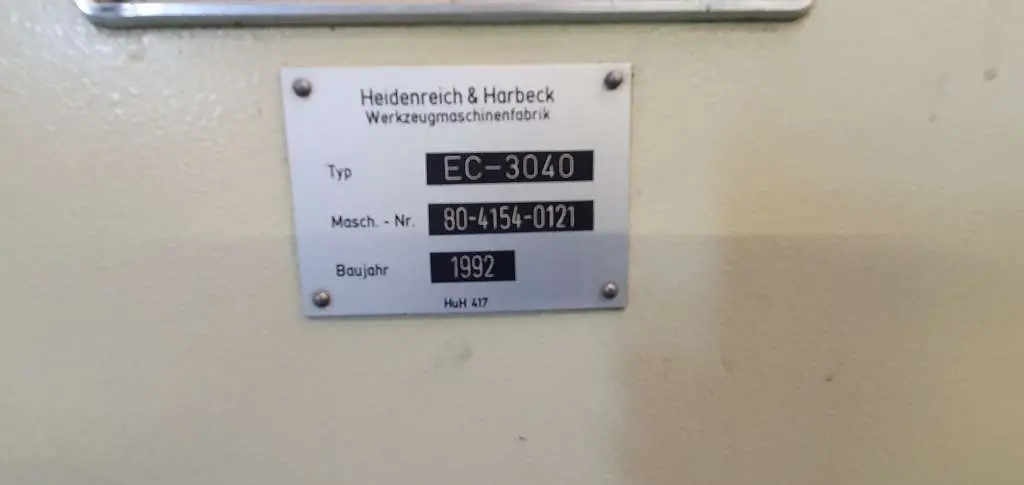 Heidenreich & Harbeck
Werkzeugmaschinenfabrik
Typ EC-3040
Masch. - Nr. 80-4154-0121
Baujahr 1992
HuH 417